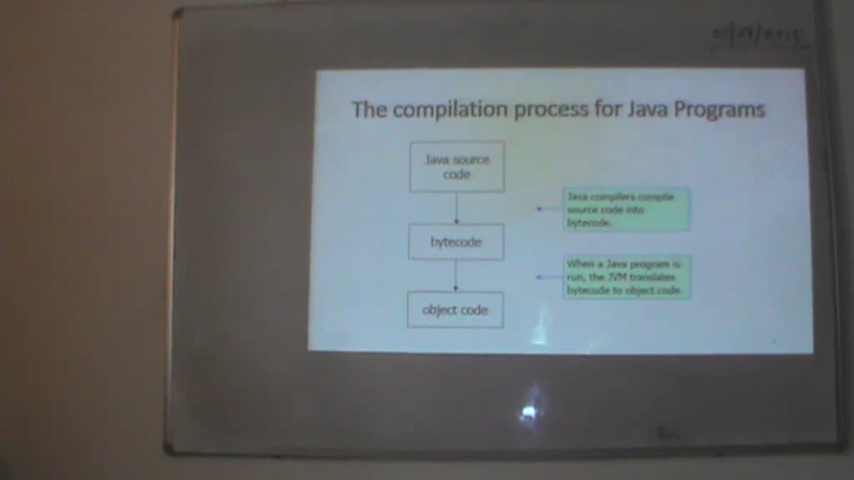 The compilation process for Java Programs
Java source
code
Java compilers compile
source code into
bytecode.
bytecode
When a Java program is
run, the JVM translates
bytecode to object code.
object code